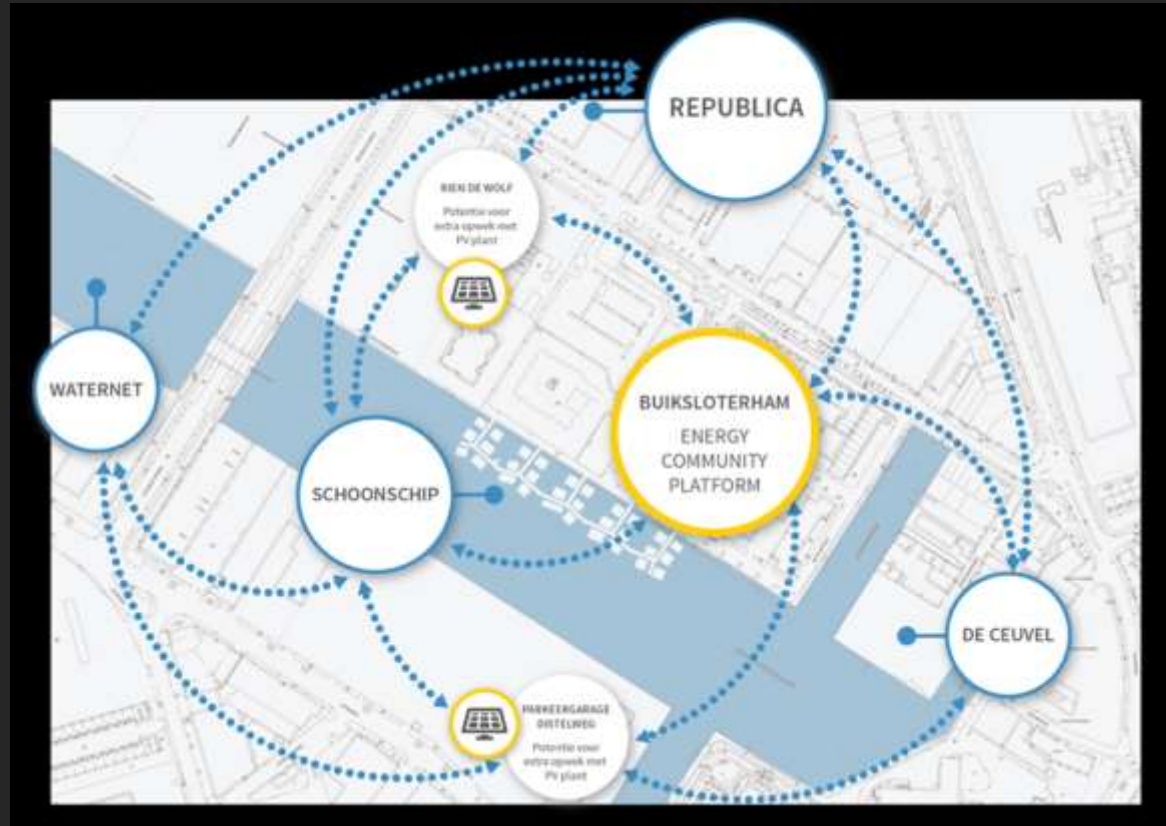 REPUBLICA
RIEN DE WOLF
Potentie voor
extra opwek met
PV plant
WATERNET
BUIKSLOTERHAM
ENERGY
COMMUNITY
PLATFORM
SCHOONSCHIP
DE CEUVEL
PARKEERGARAGE
DISTELWEG
Potentie voor
extra opwek met
PV plant